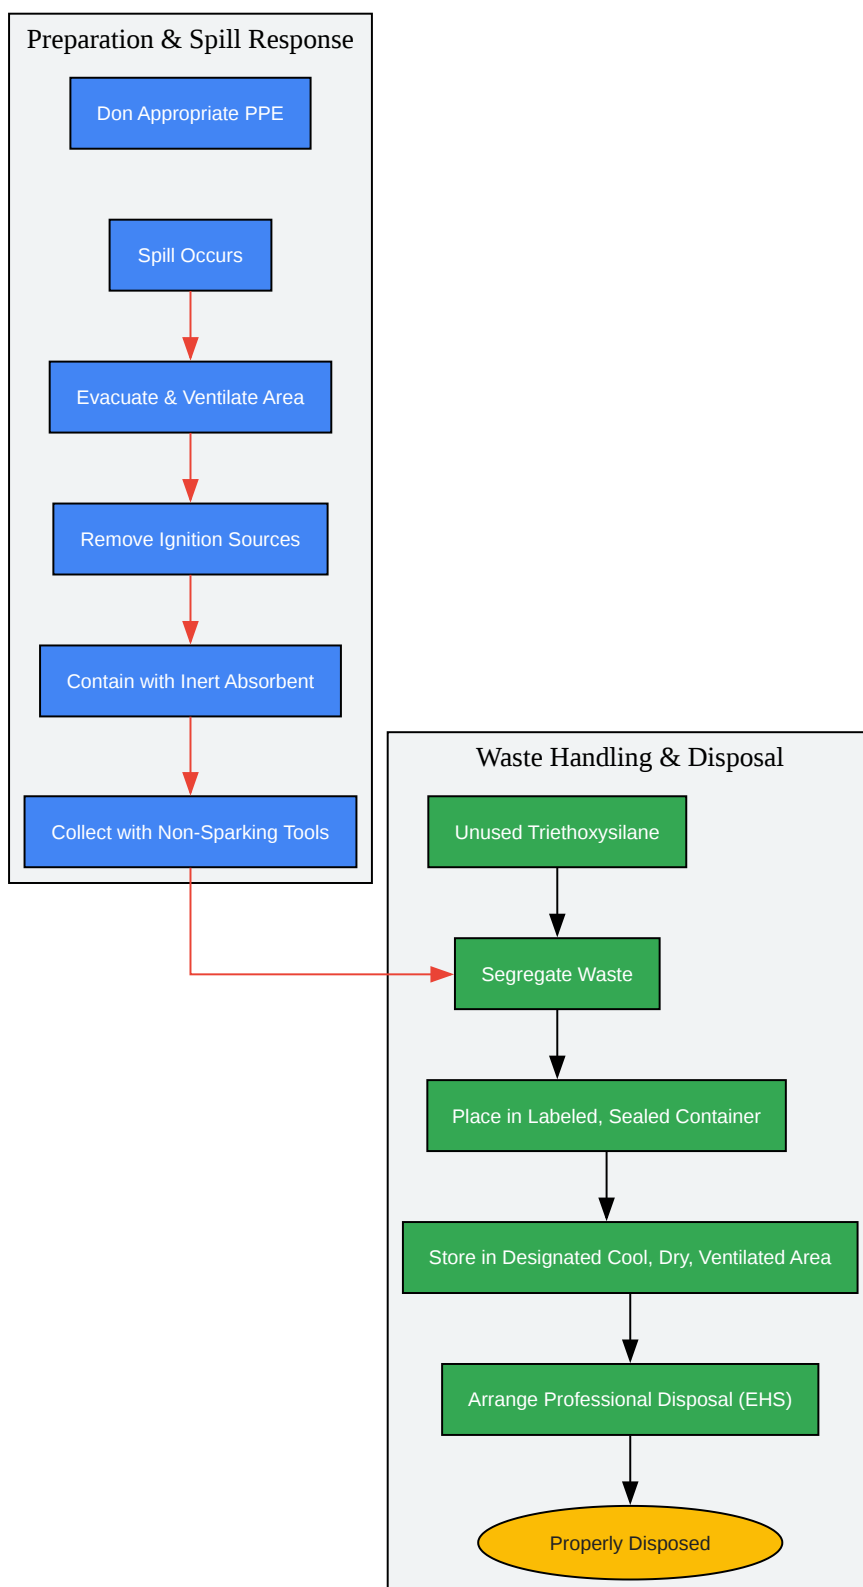 Preparation & Spill Response
Don Appropriate PPE
Spill Occurs
Evacuate & Ventilate Area
Remove Ignition Sources
Contain with Inert Absorbent
Collect with Non-Sparking Tools
Waste Handling & Disposal
Unused Triethoxysilane
Segregate Waste
Place in Labeled, Sealed Container
Store in Designated Cool, Dry, Ventilated Area
Arrange Professional Disposal (EHS)
Properly Disposed